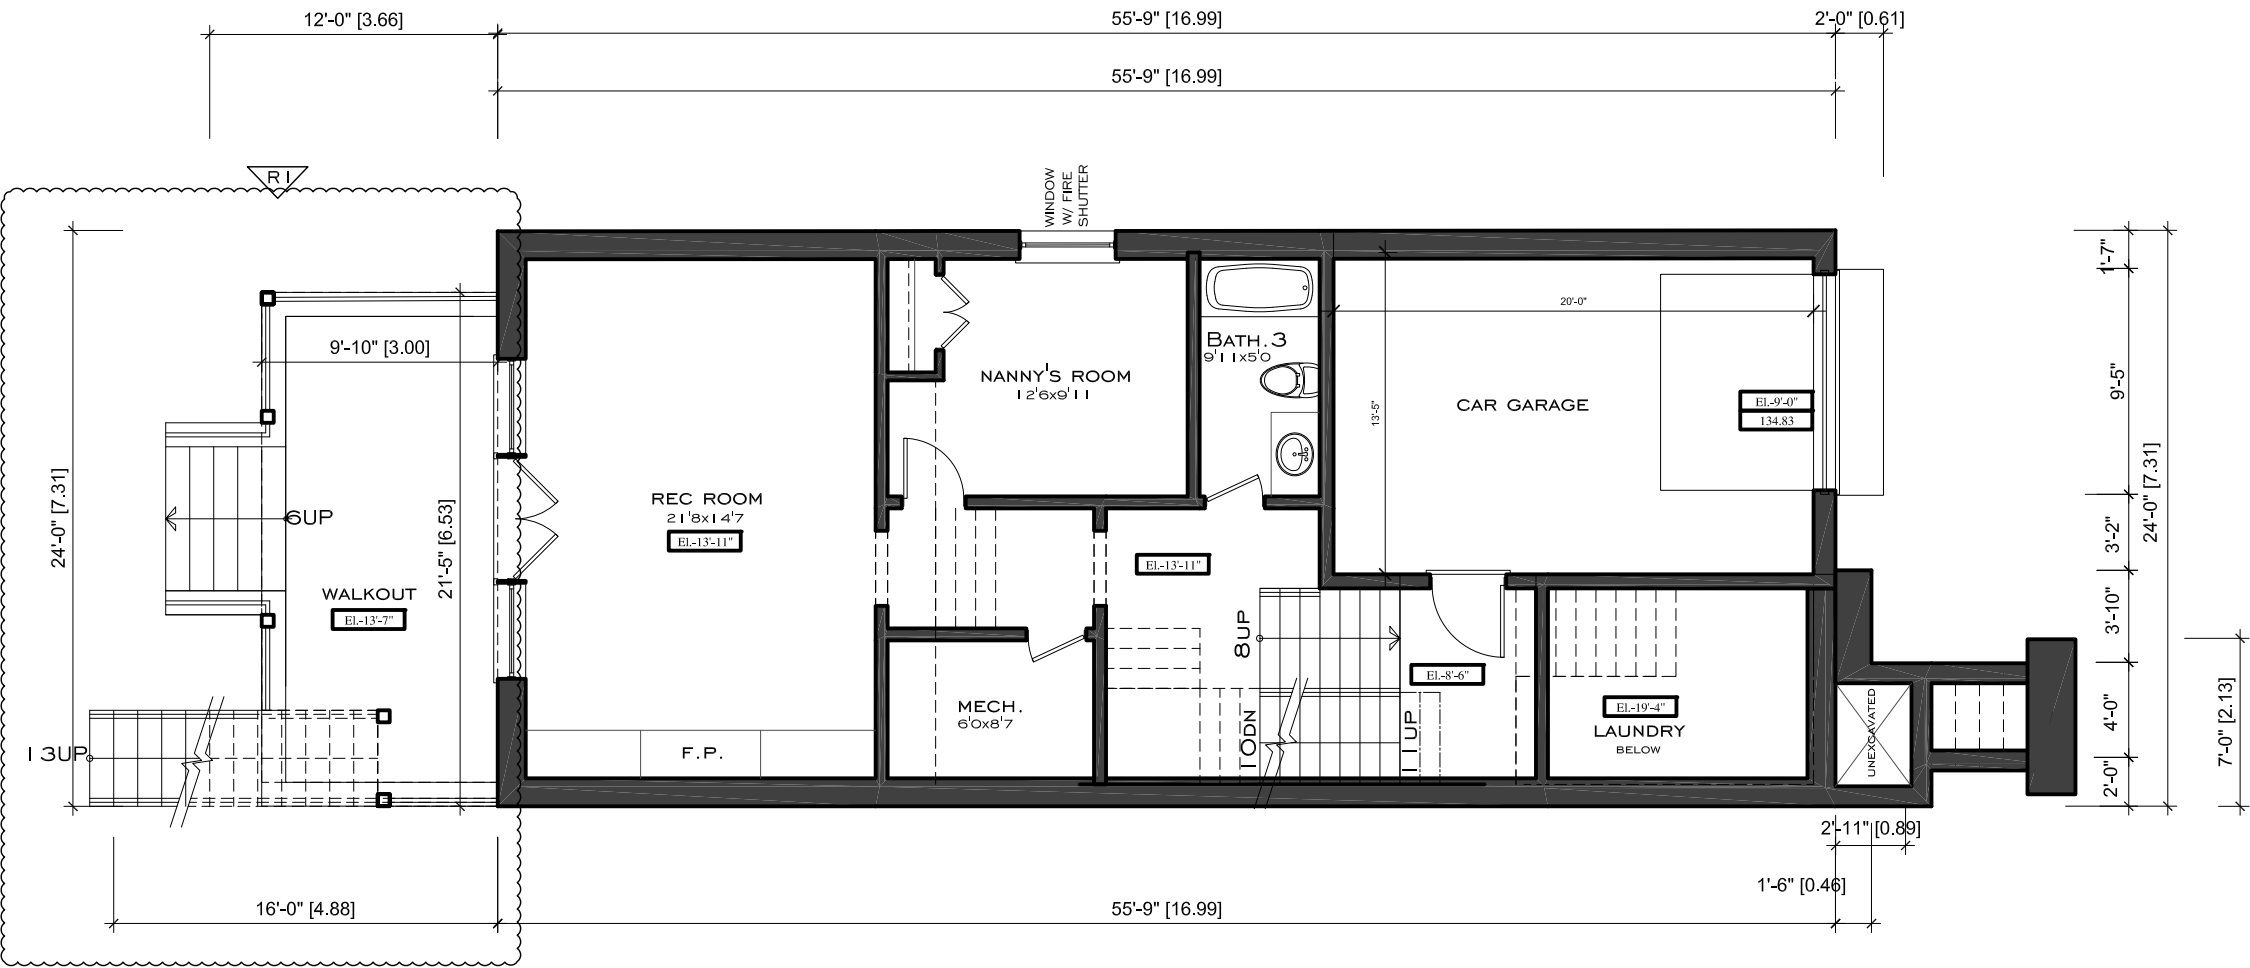 12'-0" [3.66]
55'-9" [16.99]
2'-0" [0.61]
55'-9" [16.99]
R1
WINDOW
W/ FIRE
SHUTTER
1'-7"
9'-10" [3.00]
20'-0"
BATH.3
9'11x5'0
NANNY'S ROOM
12'6x9'11
9'-5"
CAR GARAGE
El.-9'-0"
134.83
13'-5"
24'-0" [7.31]
REC ROOM
21'8x14'7
El.-13'-11"
6UP
21'-5" [6.53]
24'-0" [7.31]
3'-2"
El.-13'-11"
WALKOUT
El.-13'-7"
3'-10"
8UP
El.-8'-6"
MECH.
6'0x8'7
El.-19'-4"
LAUNDRY
BELOW
UNEXCAVATED
4'-0"
7'-0" [2.13]
13UP
F.P.
10DN
11UP
2'-0"
2'-11" [0.89]
1'-6" [0.46]
16'-0" [4.88]
55'-9" [16.99]